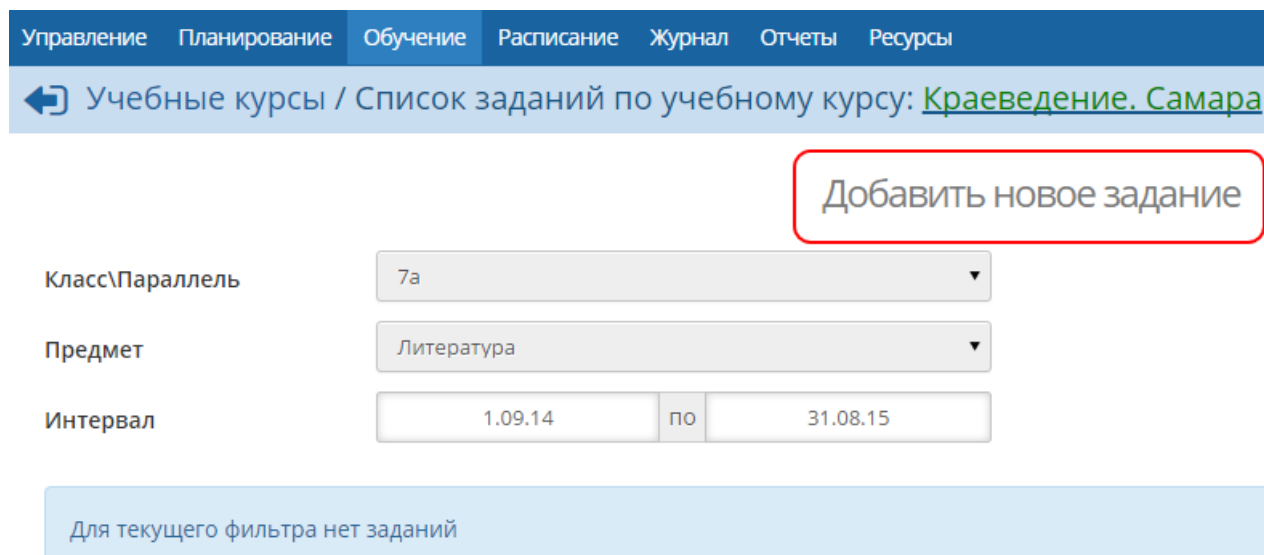 Управление Планирование Обучение Расписание Журнал Отчеты Ресурсы
Учебные курсы / Список заданий по учебному курсу: Краеведение. Самара
Добавить новое задание
Класс\Параллель 7а
Предмет Литература
Интервал 1.09.14 по 31.08.15
Для текущего фильтра нет заданий